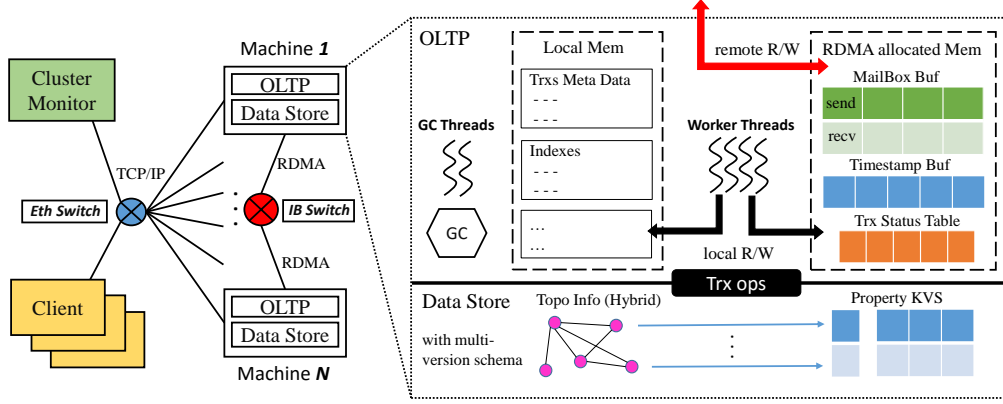 Machine 1
OLTP
Data Store
Cluster
Monitor
TCP/IP
RDMA
Eth Switch
IB Switch
RDMA
Client
OLTP
Data Store
Machine N
OLTP
GC Threads
GC
Local Mem
Trxs Meta Data
- - -
- - -
Indexes
- - -
- - -
...
...
Worker Threads
remote R/W
local R/W
RDMA allocated Mem
MailBox Buf
send
recv
Timestamp Buf
Trx Status Table
Trx ops
Data Store
with multi-
version schema
Topo Info (Hybrid)
Property KVS